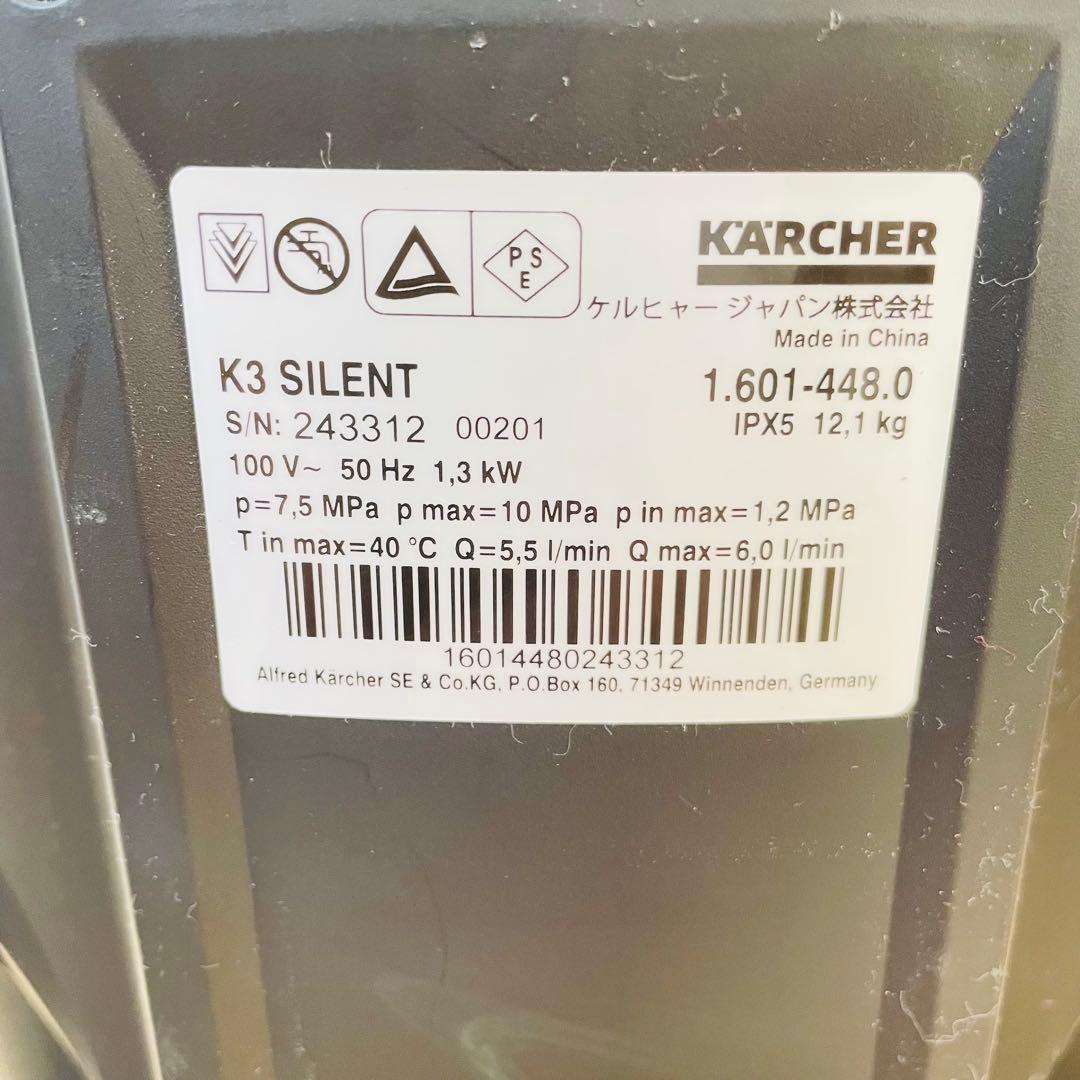 P S
E
KÄRCHER
ケルヒャー ジャパン株式会社
Made in China
K3 SILENT 1.601-448.0
S/N: 243312 00201 IPX5 12,1 kg
100 V~ 50 Hz 1,3 kW
p=7,5 MPa p max=10 MPa p in max=1,2 MPa
T in max=40 °C Q=5,5 l/min Q max=6,0 l/min
16014480243312
Alfred Kärcher SE & Co.KG, P.O.Box 160, 71349 Winnenden, Germany